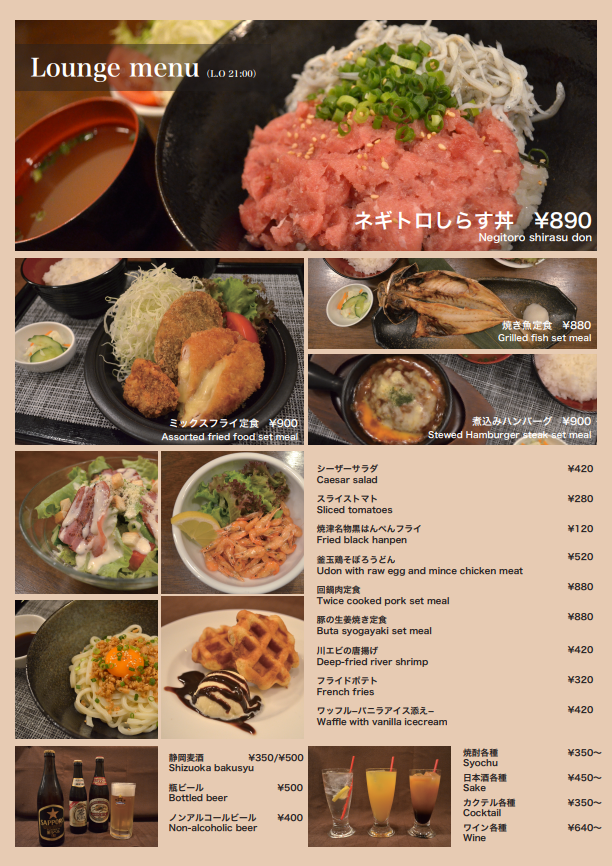 Lounge menu (L.O 21:00)
ネギトロしらす丼 ¥890
Negitoro shirasu don
ミックスフライ定食 ¥900
Assorted fried food set meal
焼き魚定食 ¥880
Grilled fish set meal
煮込みハンバーグ ¥900
Stewed Hamburger steak set meal
シーザーサラダ ¥420
Caesar salad
スライストマト ¥280
Sliced tomatoes
焼津名物黒はんぺんフライ ¥120
Fried black hanpen
釜玉鶏そぼろうどん ¥520
Udon with raw egg and mince chicken meat
回鍋肉定食 ¥880
Twice cooked pork set meal
豚の生姜焼き定食 ¥880
Buta syogayaki set meal
川エビの唐揚げ ¥420
Deep-fried river shrimp
フライドポテト ¥320
French fries
ワッフル−バニラアイス添え− ¥420
Waffle with vanilla icecream
SAPPORO
静岡麦酒 ¥350/¥500
Shizuoka bakusyu
瓶ビール ¥500
Bottled beer
ノンアルコールビール ¥400
Non-alcoholic beer
焼酎各種 ¥350〜
Syochu
日本酒各種 ¥450〜
Sake
カクテル各種 ¥350〜
Cocktail
ワイン各種 ¥640〜
Wine